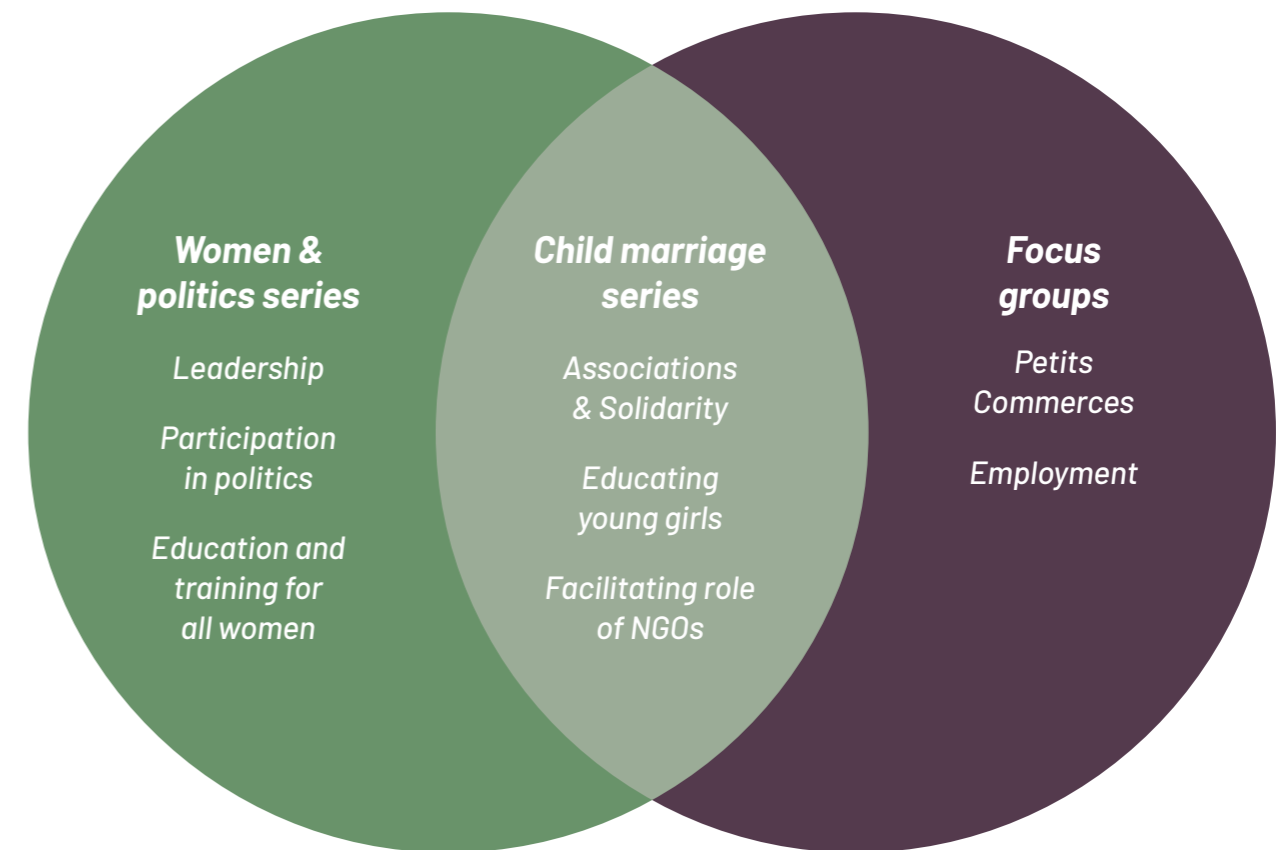 Women &
politics series
Leadership
Participation
in politics
Education and
training for
all women
Child marriage
series
Associations
& Solidarity
Educating
young girls
Facilitating role
of NGOs
Focus
groups
Petits
Commerces
Employment